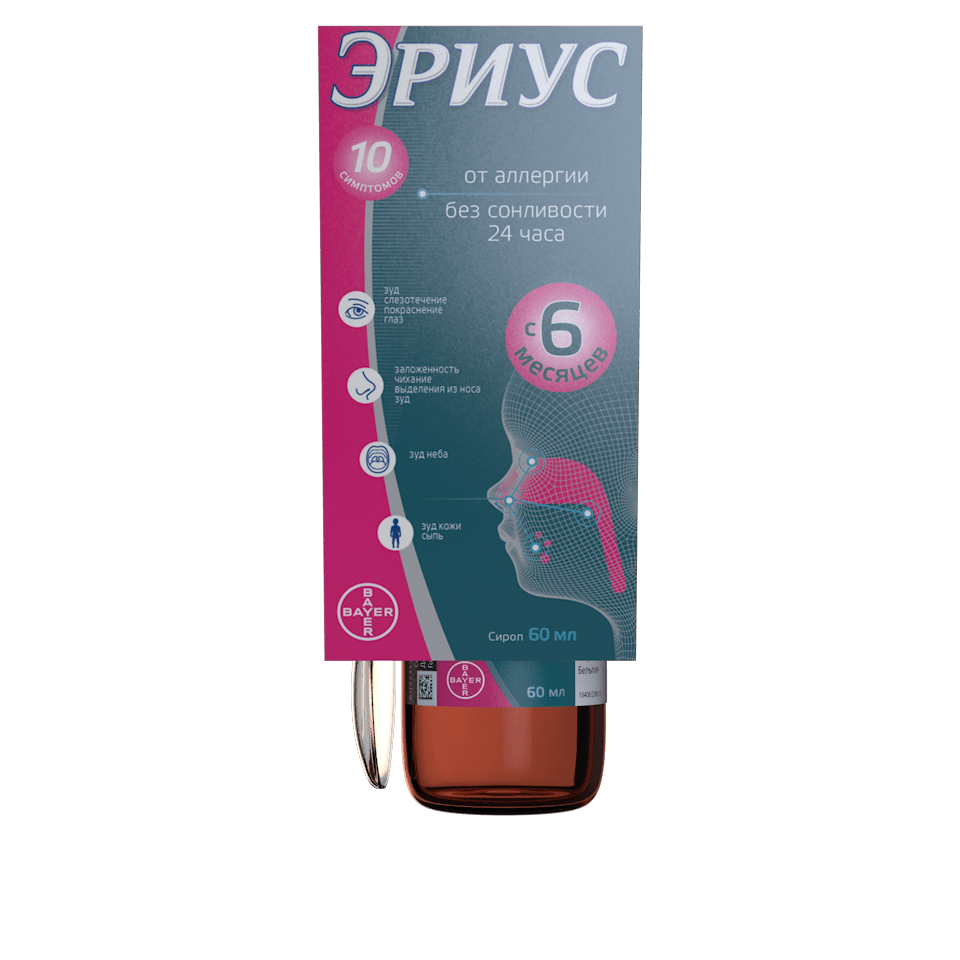 ЭРИУС
10
СИМПТОМОВ
от аллергии
без сонливости
24 часа
зуд
слезотечение
покраснение
глаз
с 6
месяцев
заложенность
чихание
выделения из носа
зуд
зуд неба
зуд кожи
сыпь
BAYER
BAYER
Сироп 60 мл
BAYER
BAYER
60 мл